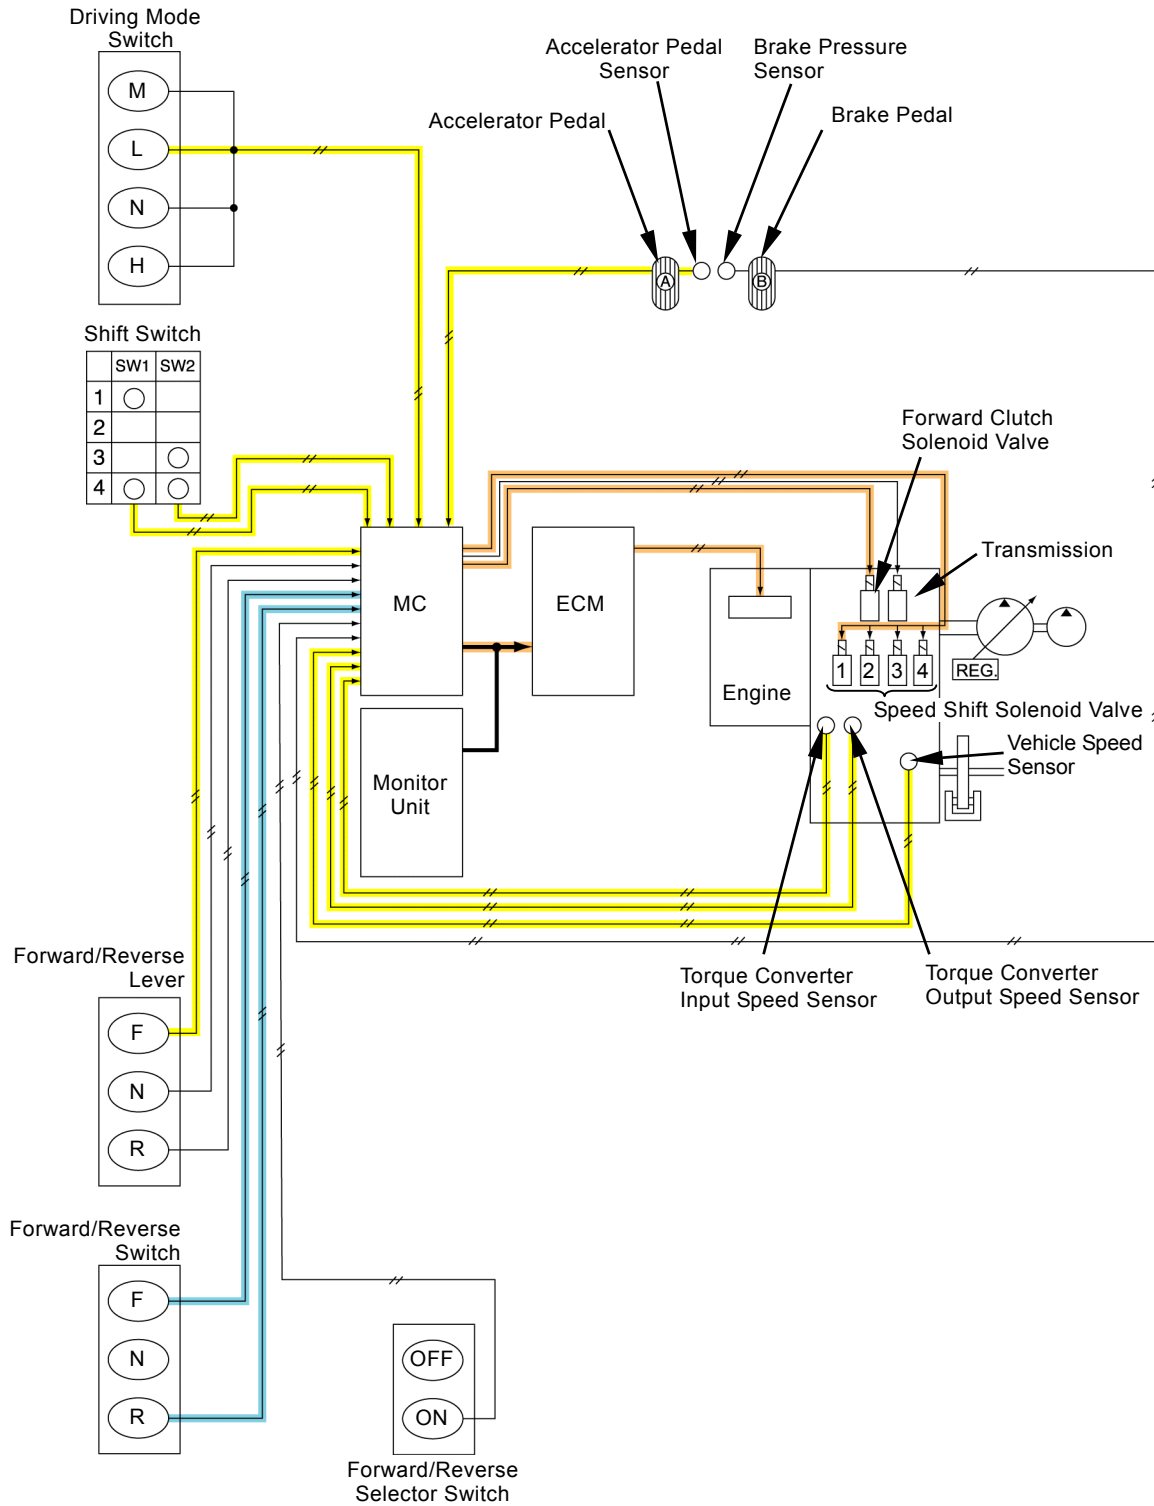 Driving Mode
Switch
M
L
N
H
Accelerator Pedal
Sensor
Brake Pressure
Sensor
Accelerator Pedal
Brake Pedal
A
B
Shift Switch
SW1 SW2
1
2
3
4
Forward Clutch
Solenoid Valve
Transmission
MC
ECM
Engine
1 2 3 4
REG.
Speed Shift Solenoid Valve
Vehicle Speed
Sensor
Monitor
Unit
Torque Converter
Input Speed Sensor
Torque Converter
Output Speed Sensor
Forward/Reverse
Lever
F
N
R
Forward/Reverse
Switch
F
N
R
OFF
ON
Forward/Reverse
Selector Switch